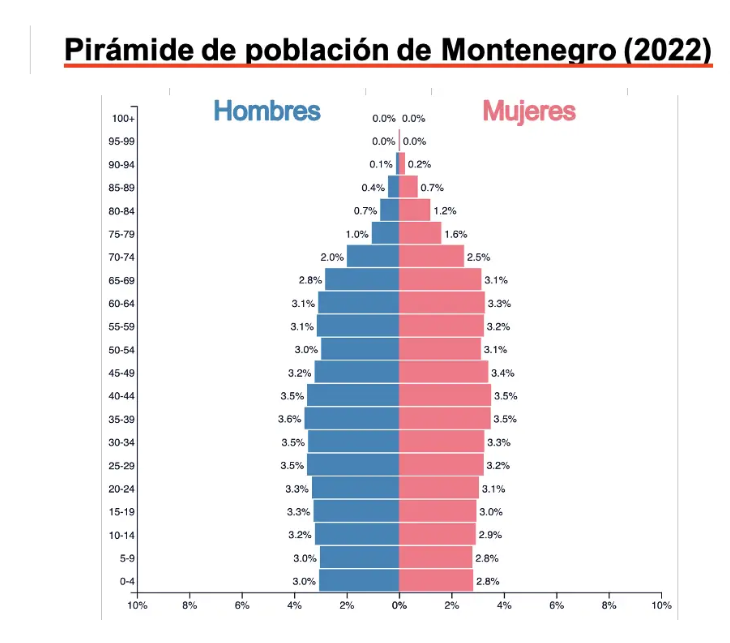 Pirámide de población de Montenegro (2022)
Hombres Mujeres
100+ 0.0% 0.0%
95-99 0.0% 0.0%
90-94 0.1% 0.2%
85-89 0.4% 0.7%
80-84 0.7% 1.2%
75-79 1.0% 1.6%
70-74 2.0% 2.5%
65-69 2.8% 3.1%
60-64 3.1% 3.3%
55-59 3.1% 3.2%
50-54 3.0% 3.1%
45-49 3.2% 3.4%
40-44 3.5% 3.5%
35-39 3.6% 3.5%
30-34 3.5% 3.3%
25-29 3.5% 3.2%
20-24 3.3% 3.1%
15-19 3.3% 3.0%
10-14 3.2% 2.9%
5-9 3.0% 2.8%
0-4 3.0% 2.8%
10% 8% 6% 4% 2% 0% 2% 4% 6% 8% 10%